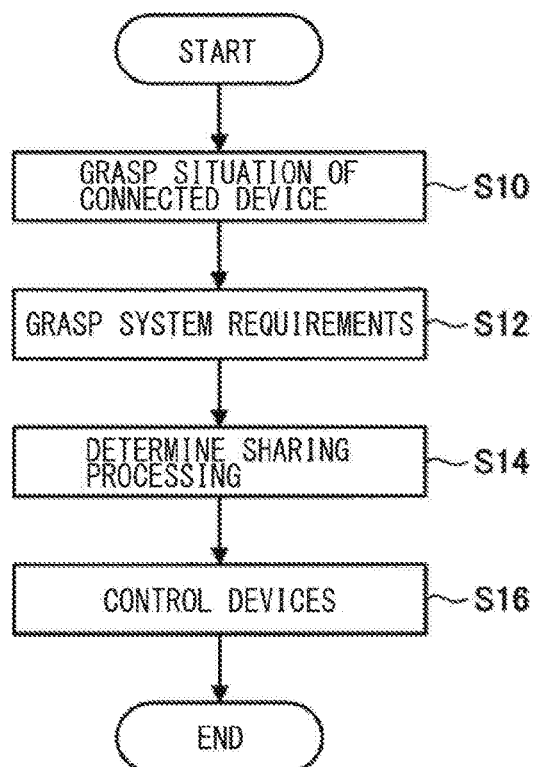 START
GRASP SITUATION OF
CONNECTED DEVICE
S10
GRASP SYSTEM REQUIREMENTS
S12
DETERMINE SHARING
PROCESSING
S14
CONTROL DEVICES
S16
END